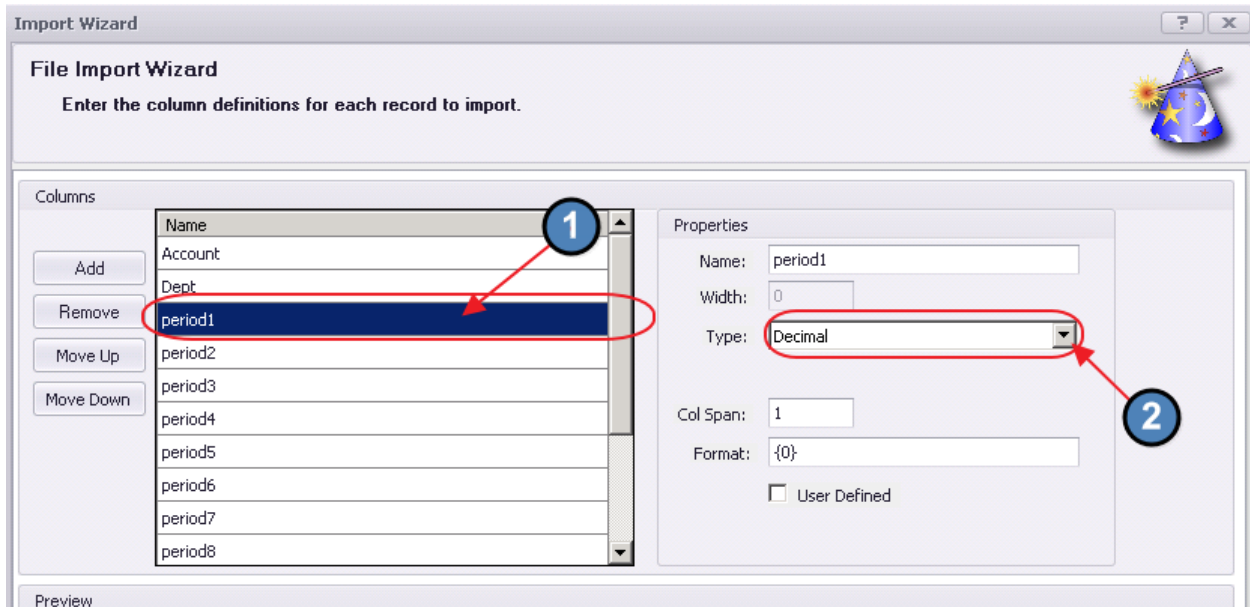 Import Wizard
? x
File Import Wizard
Enter the column definitions for each record to import.
Columns
Add
Remove
Move Up
Move Down
Name
Account
Dept
period1
period2
period3
period4
period5
period6
period7
period8
1
Properties
Name: period1
Width: 0
Type: Decimal
2
Col Span: 1
Format: {0}
User Defined
Preview